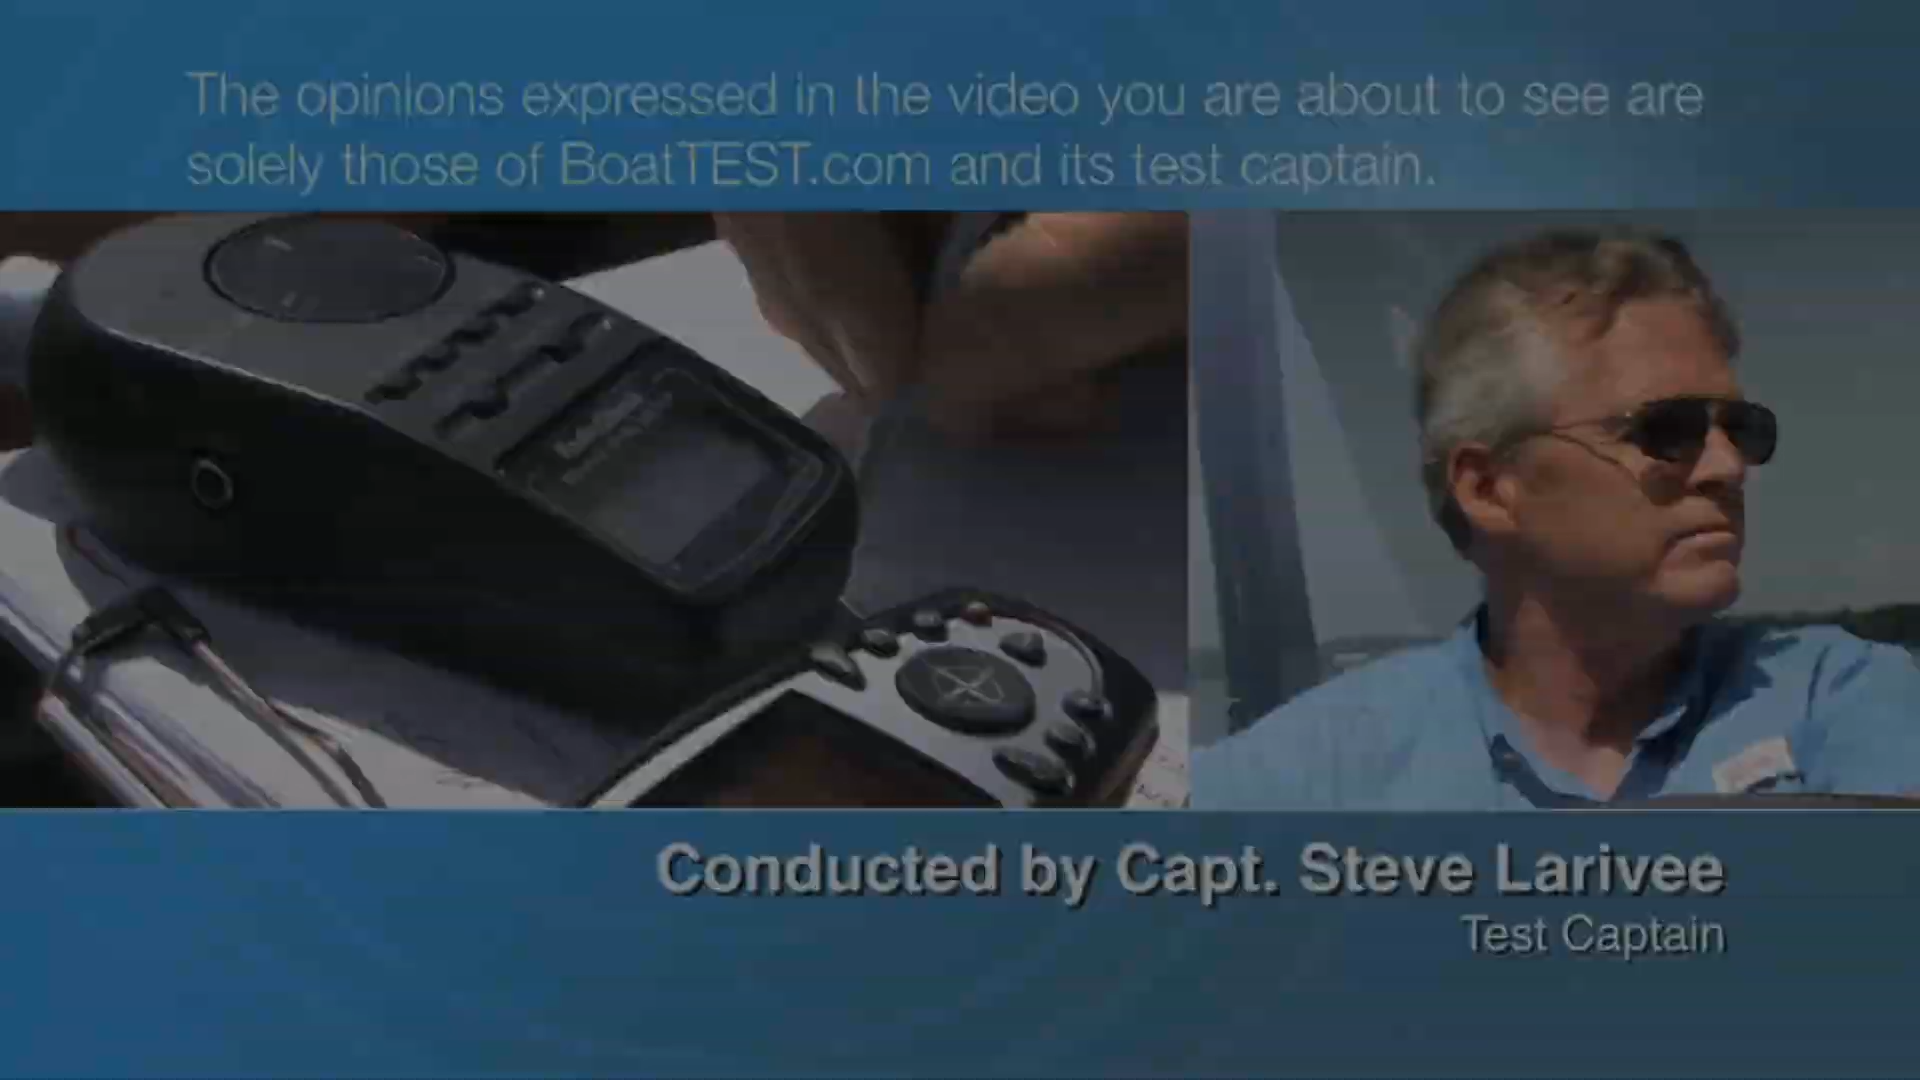 The opinions expressed in the video you are about to see are
solely those of BoatTEST.com and its test captain.
Conducted by Capt. Steve Larivee
Test Captain